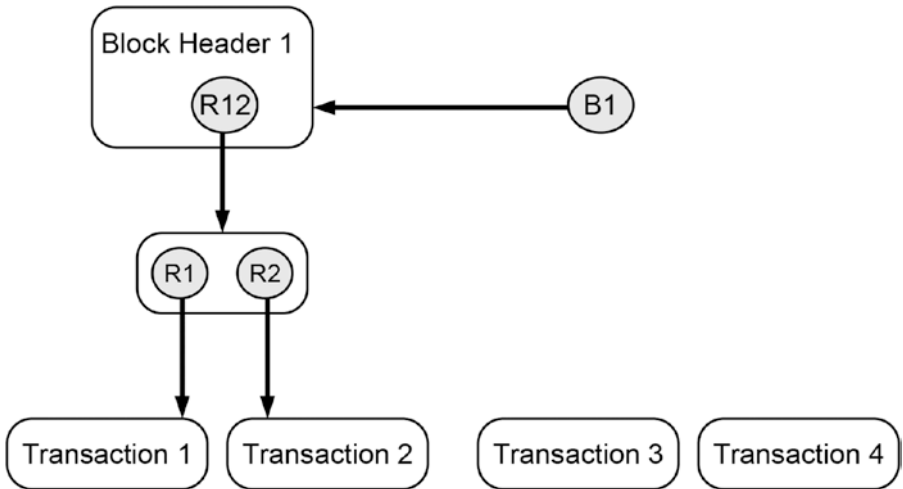 Block Header 1
R12
B1
R1
R2
Transaction 1
Transaction 2
Transaction 3
Transaction 4